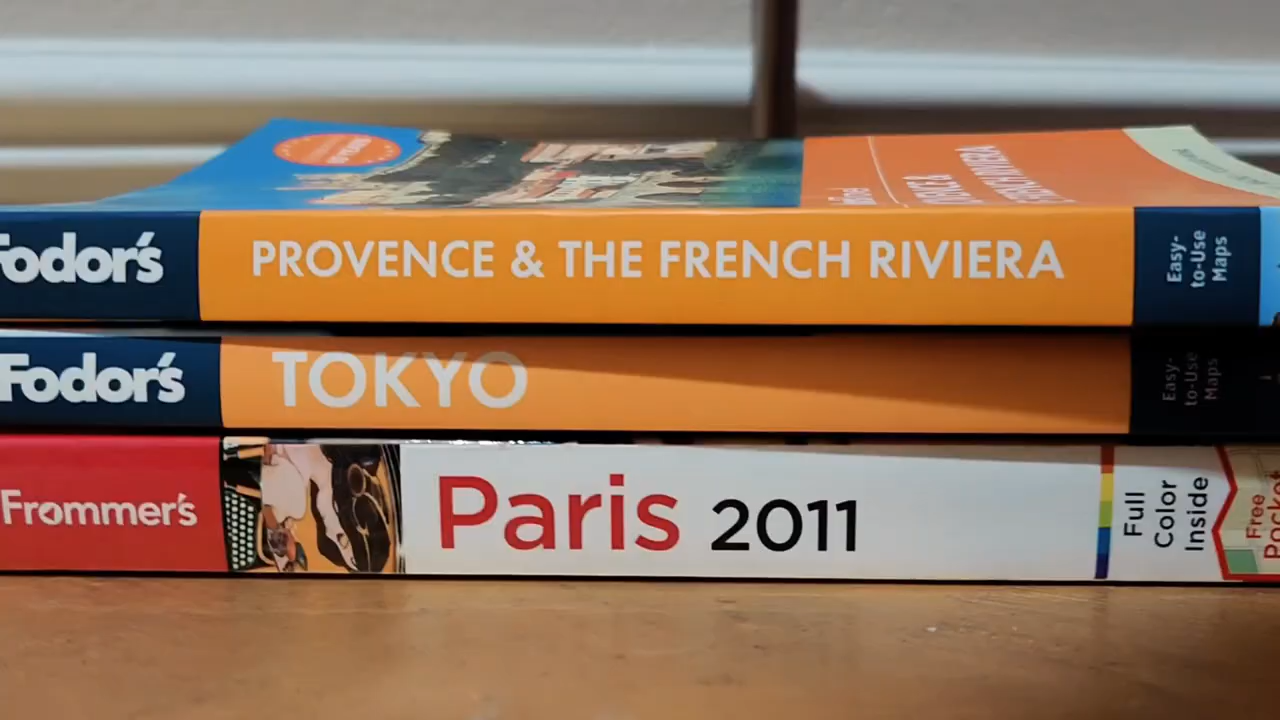 Fodor's
PROVENCE & THE FRENCH RIVIERA
Easy-
to-Use
Maps
Fodor's
TOKYO
Easy-
to-Use
Maps
Frommer's
Paris 2011
Full
Color
Inside
Free